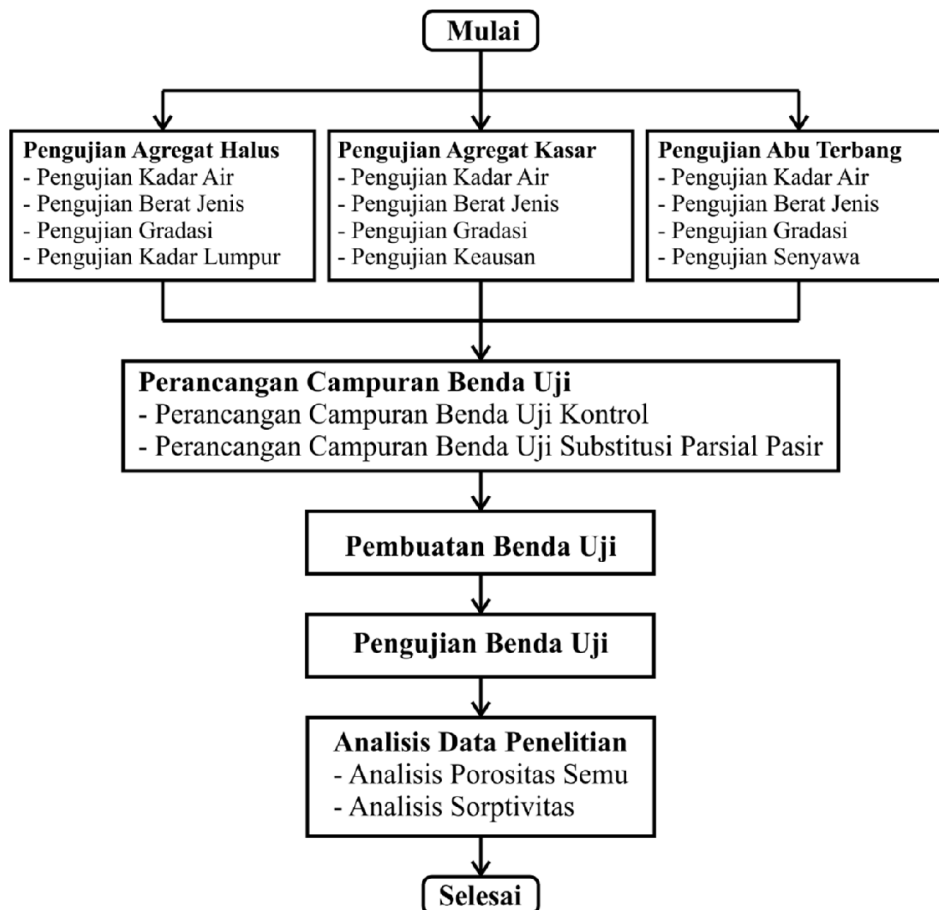 Mulai
Pengujian Agregat Halus
- Pengujian Kadar Air
- Pengujian Berat Jenis
- Pengujian Gradasi
- Pengujian Kadar Lumpur
Pengujian Agregat Kasar
- Pengujian Kadar Air
- Pengujian Berat Jenis
- Pengujian Gradasi
- Pengujian Keausan
Pengujian Abu Terbang
- Pengujian Kadar Air
- Pengujian Berat Jenis
- Pengujian Gradasi
- Pengujian Senyawa
Perancangan Campuran Benda Uji
- Perancangan Campuran Benda Uji Kontrol
- Perancangan Campuran Benda Uji Substitusi Parsial Pasir
Pembuatan Benda Uji
Pengujian Benda Uji
Analisis Data Penelitian
- Analisis Porositas Semu
- Analisis Sorptivitas
Selesai